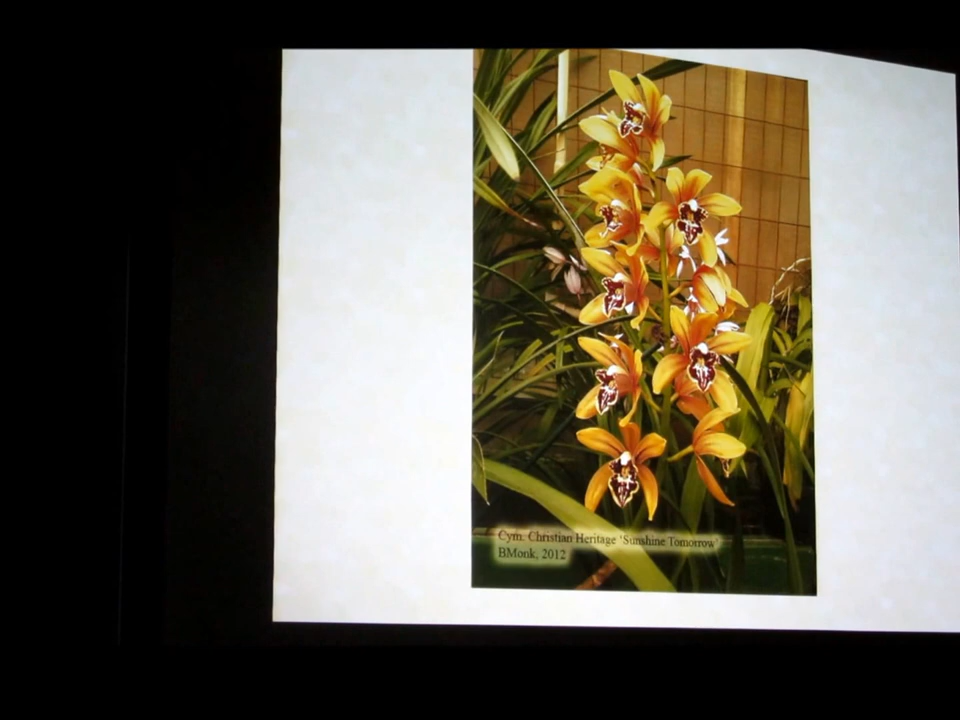 Cym. Christian Heritage ‘Sunshine Tomorrow’
BMonk, 2012